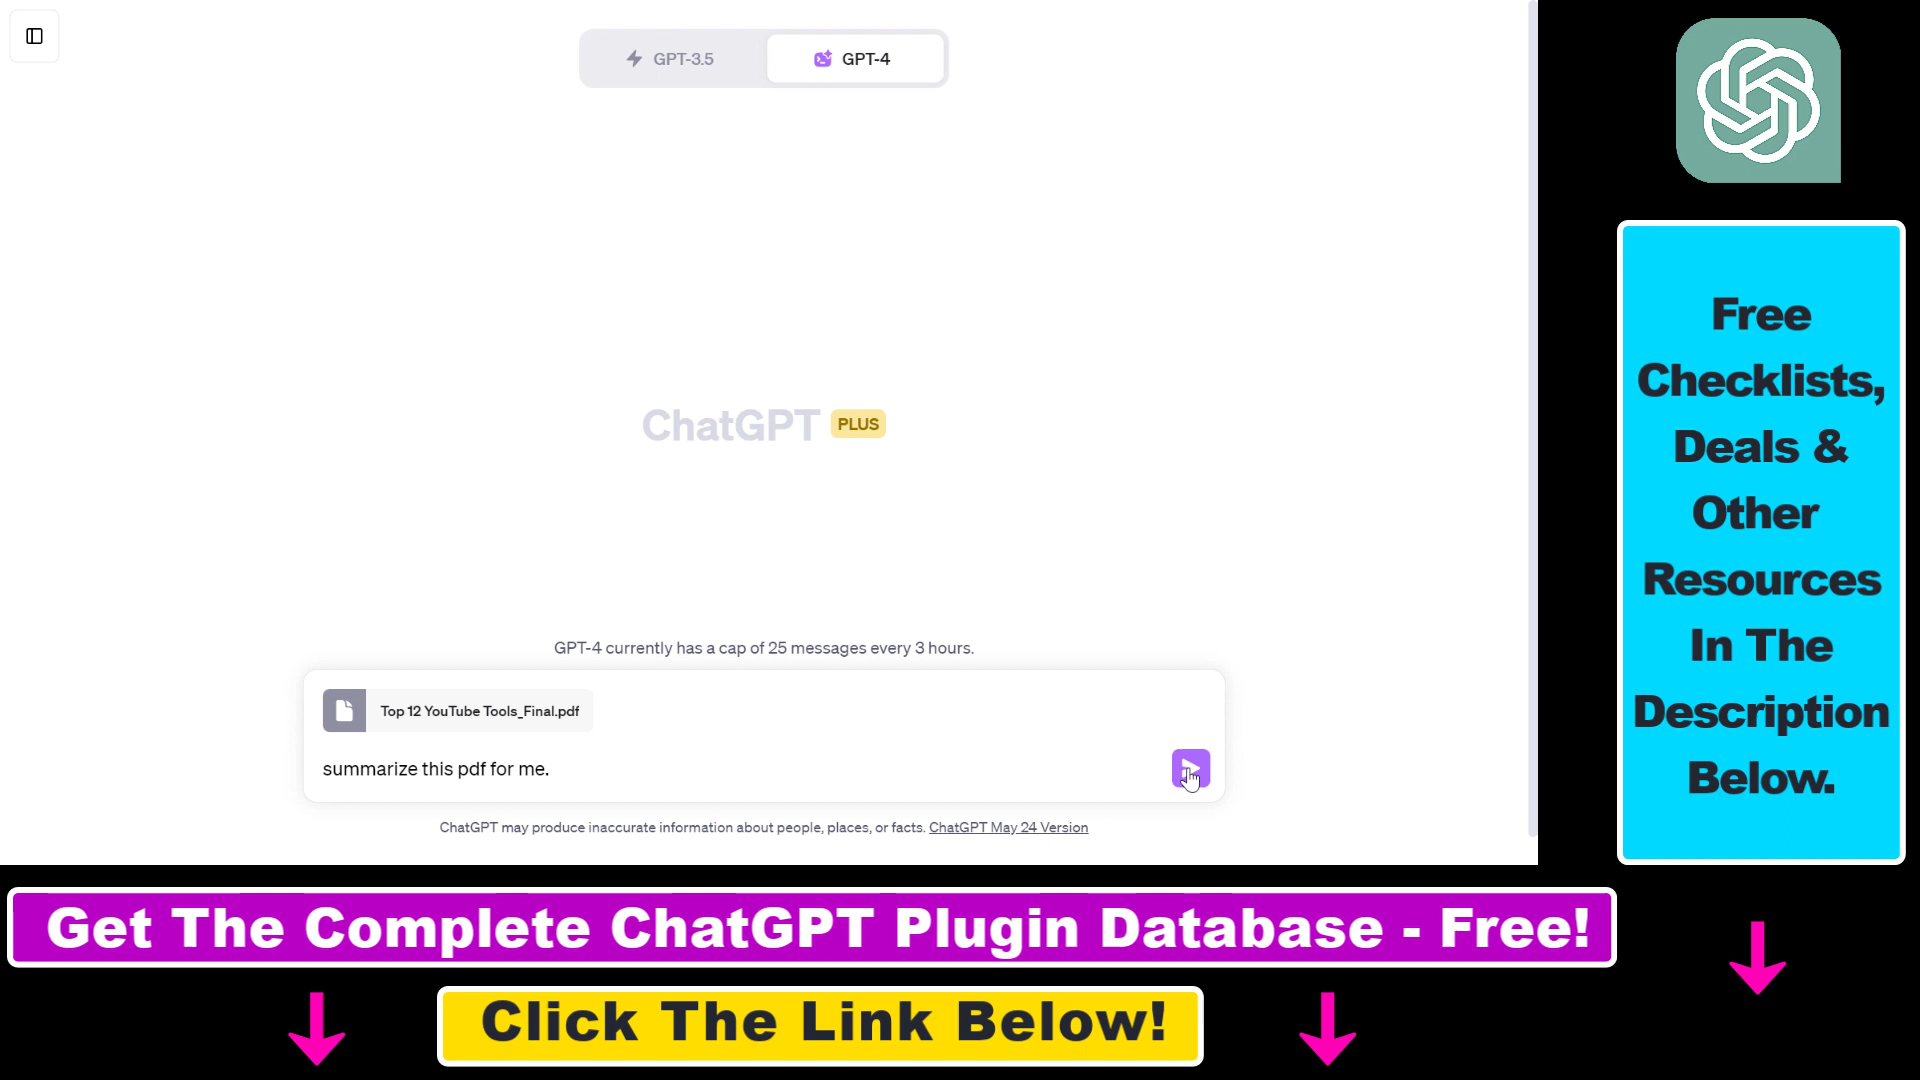 GPT-3.5
GPT-4
ChatGPT PLUS
GPT-4 currently has a cap of 25 messages every 3 hours.
Top 12 YouTube Tools_Final.pdf
summarize this pdf for me.
ChatGPT may produce inaccurate information about people, places, or facts. ChatGPT May 24 Version
Free
Checklists,
Deals &
Other
Resources
In The
Description
Below.
Get The Complete ChatGPT Plugin Database - Free!
Click The Link Below!